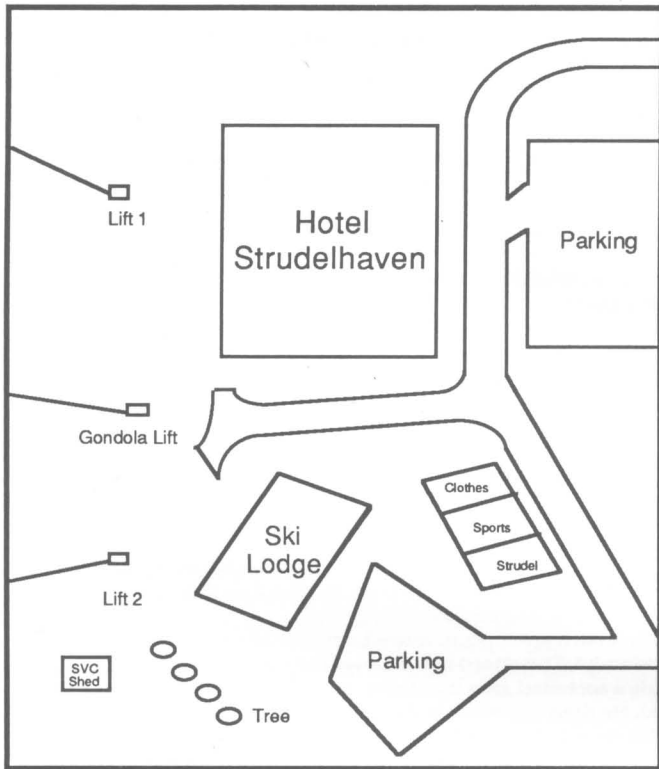 Lift 1
Hotel
Strudelhaven
Parking
Gondola Lift
Clothes
Sports
Strudel
Ski
Lodge
Lift 2
Parking
SVC
Shed
Tree